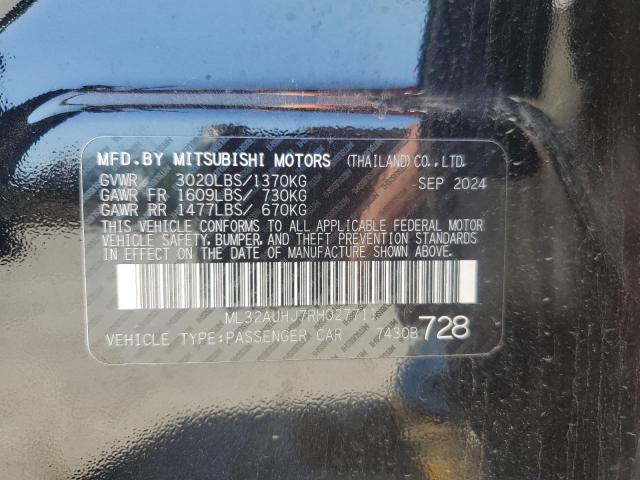 MFD.BY MITSUBISHI MOTORS (THAILAND)CO.,LTD.
GVWR 3020LBS/1370KG SEP 2024
GAWR FR 1609LBS/ 730KG
GAWR RR 1477LBS/ 670KG
THIS VEHICLE CONFORMS TO ALL APPLICABLE FEDERAL MOTOR
VEHICLE SAFETY, BUMPER, AND THEFT PREVENTION STANDARDS
IN EFFECT ON THE DATE OF MANUFACTURE SHOWN ABOVE.
ML32AUHJ7RH027711
VEHICLE TYPE:PASSENGER CAR 7430B728